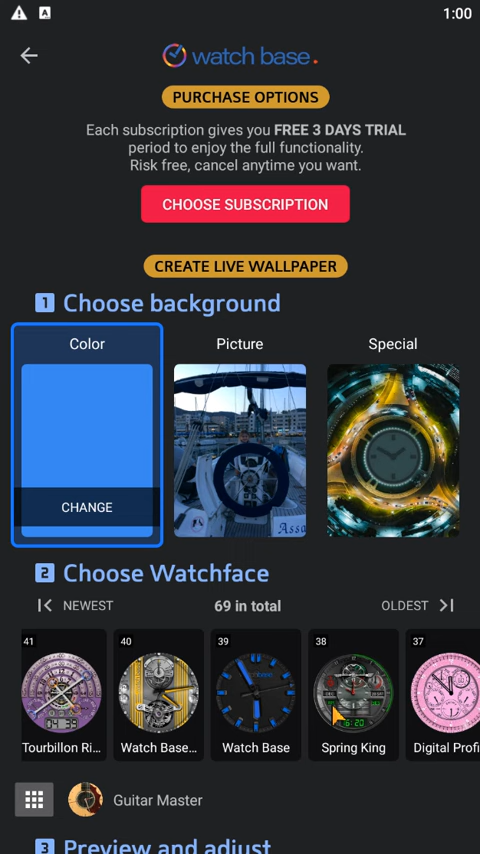 A
1:00
watch base.
PURCHASE OPTIONS
Each subscription gives you FREE 3 DAYS TRIAL
period to enjoy the full functionality.
Risk free, cancel anytime you want.
CHOOSE SUBSCRIPTION
CREATE LIVE WALLPAPER
1 Choose background
Color
Picture
Special
CHANGE
Asso
2 Choose Watchface
NEWEST
69 in total
OLDEST
41
40
39
38
37
Tourbillon Ri...
Watch Base...
Watch Base
Spring King
Digital Profi
Guitar Master
3 Preview and adjust